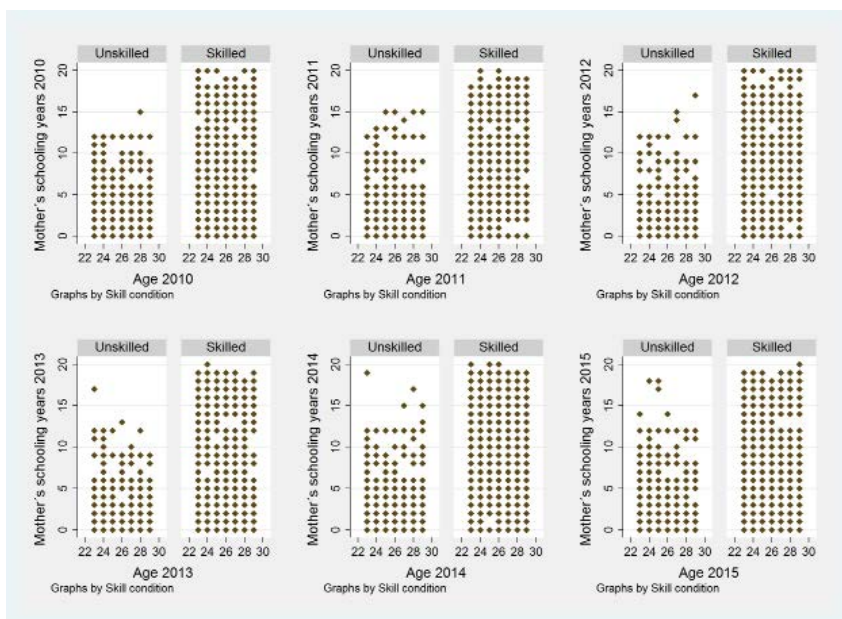 Unskilled Skilled
Mother´s schooling years 2010
20
15
10
5
0
22 24 26 28 30 22 24 26 28 30
Age 2010
Graphs by Skill condition
Unskilled Skilled
Mother´s schooling years 2011
20
15
10
5
0
22 24 26 28 30 22 24 26 28 30
Age 2011
Graphs by Skill condition
Unskilled Skilled
Mother´s schooling years 2012
20
15
10
5
0
22 24 26 28 30 22 24 26 28 30
Age 2012
Graphs by Skill condition
Unskilled Skilled
Mother´s schooling years 2013
20
15
10
5
0
22 24 26 28 30 22 24 26 28 30
Age 2013
Graphs by Skill condition
Unskilled Skilled
Mother´s schooling years 2014
20
15
10
5
0
22 24 26 28 30 22 24 26 28 30
Age 2014
Graphs by Skill condition
Unskilled Skilled
Mother´s schooling years 2015
20
15
10
5
0
22 24 26 28 30 22 24 26 28 30
Age 2015
Graphs by Skill condition